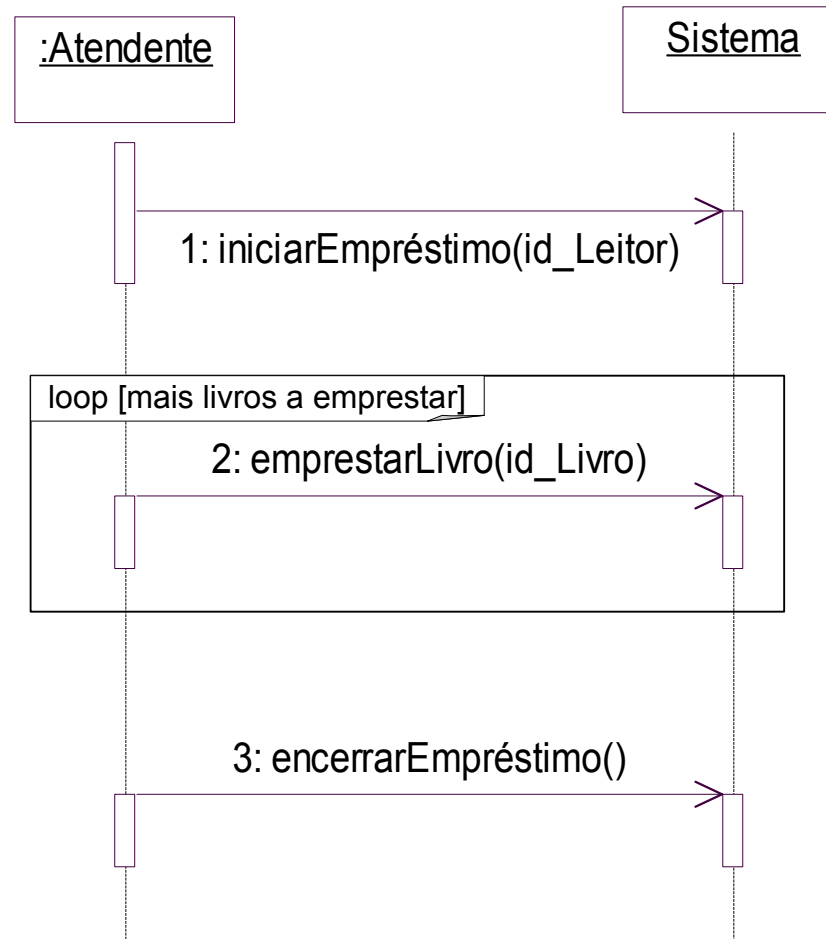 :Atendente
Sistema
1: iniciarEmpréstimo(id_Leitor)
loop [mais livros a emprestar]
2: emprestarLivro(id_Livro)
3: encerrarEmpréstimo()